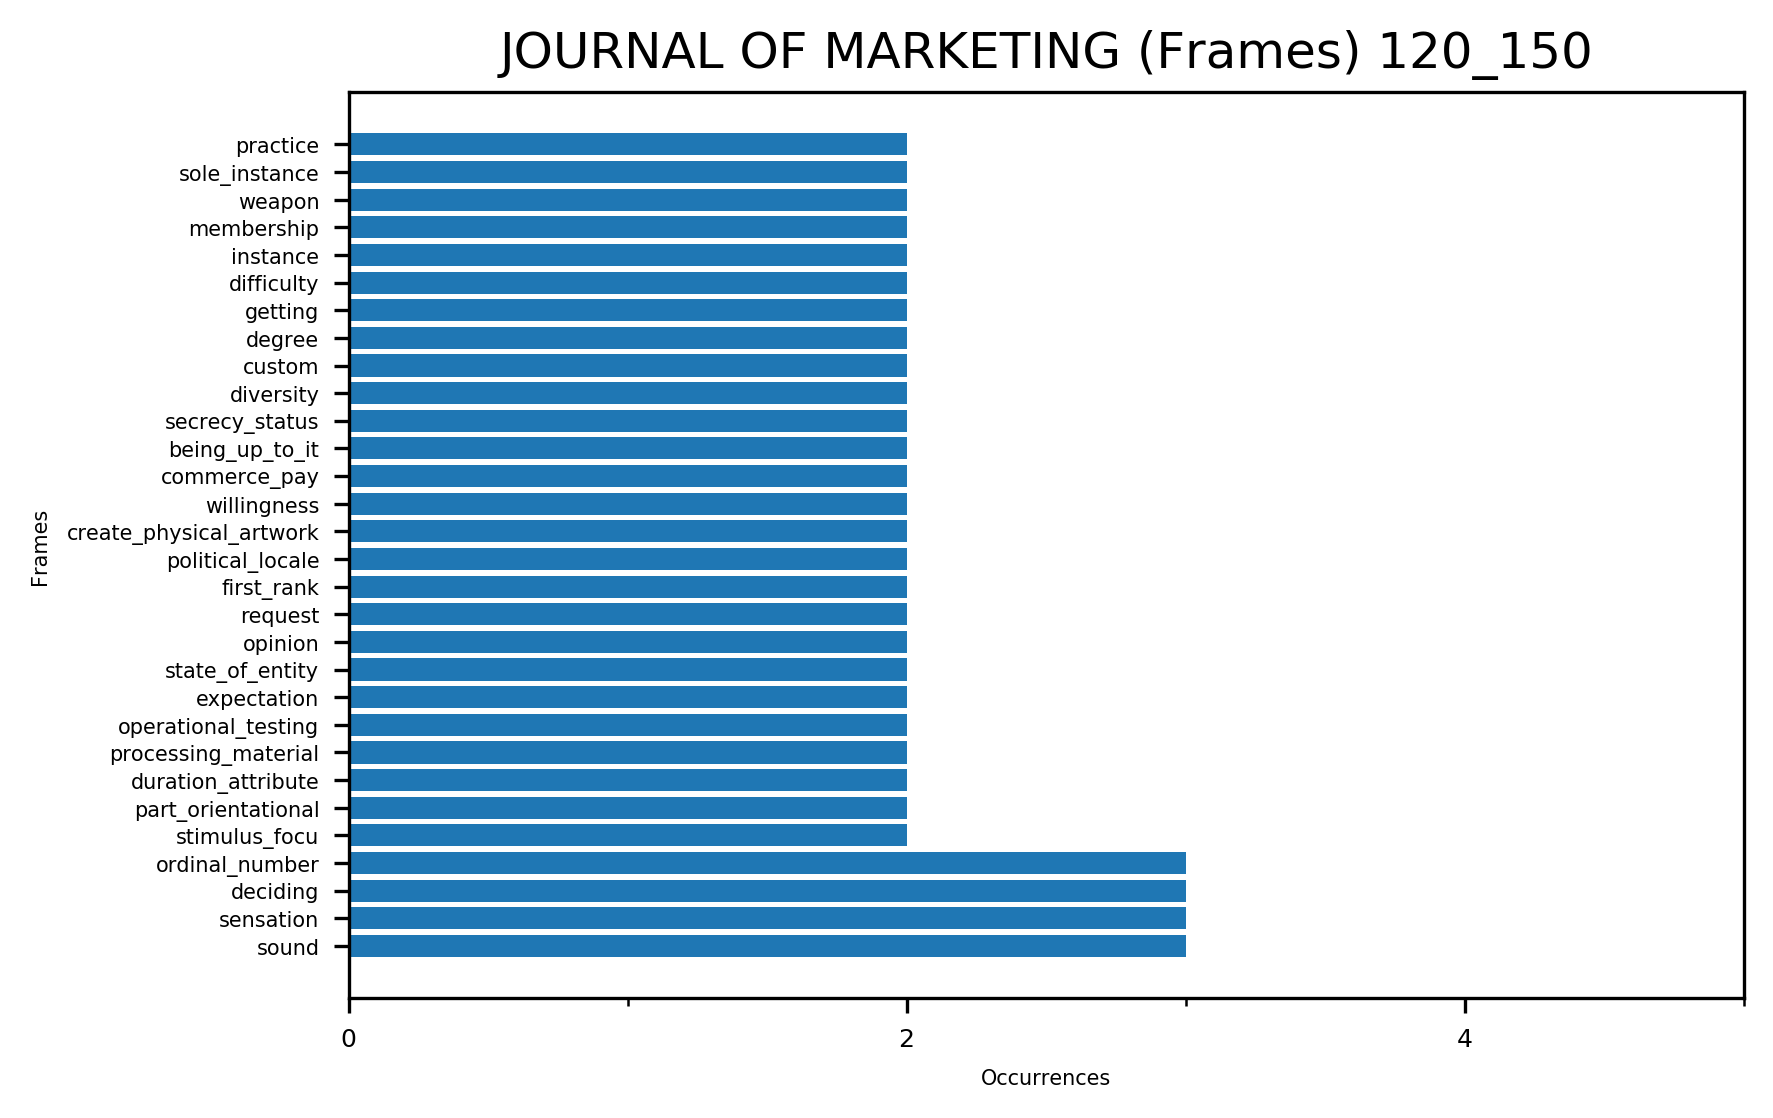 JOURNAL OF MARKETING (Frames) 120_150
practice
sole_instance
weapon
membership
instance
difficulty
getting
degree
custom
diversity
secrecy_status
being_up_to_it
commerce_pay
willingness
create_physical_artwork
political_locale
first_rank
request
opinion
state_of_entity
expectation
operational_testing
processing_material
duration_attribute
part_orientational
stimulus_focu
ordinal_number
deciding
sensation
sound
Frames
0 2 4
Occurrences